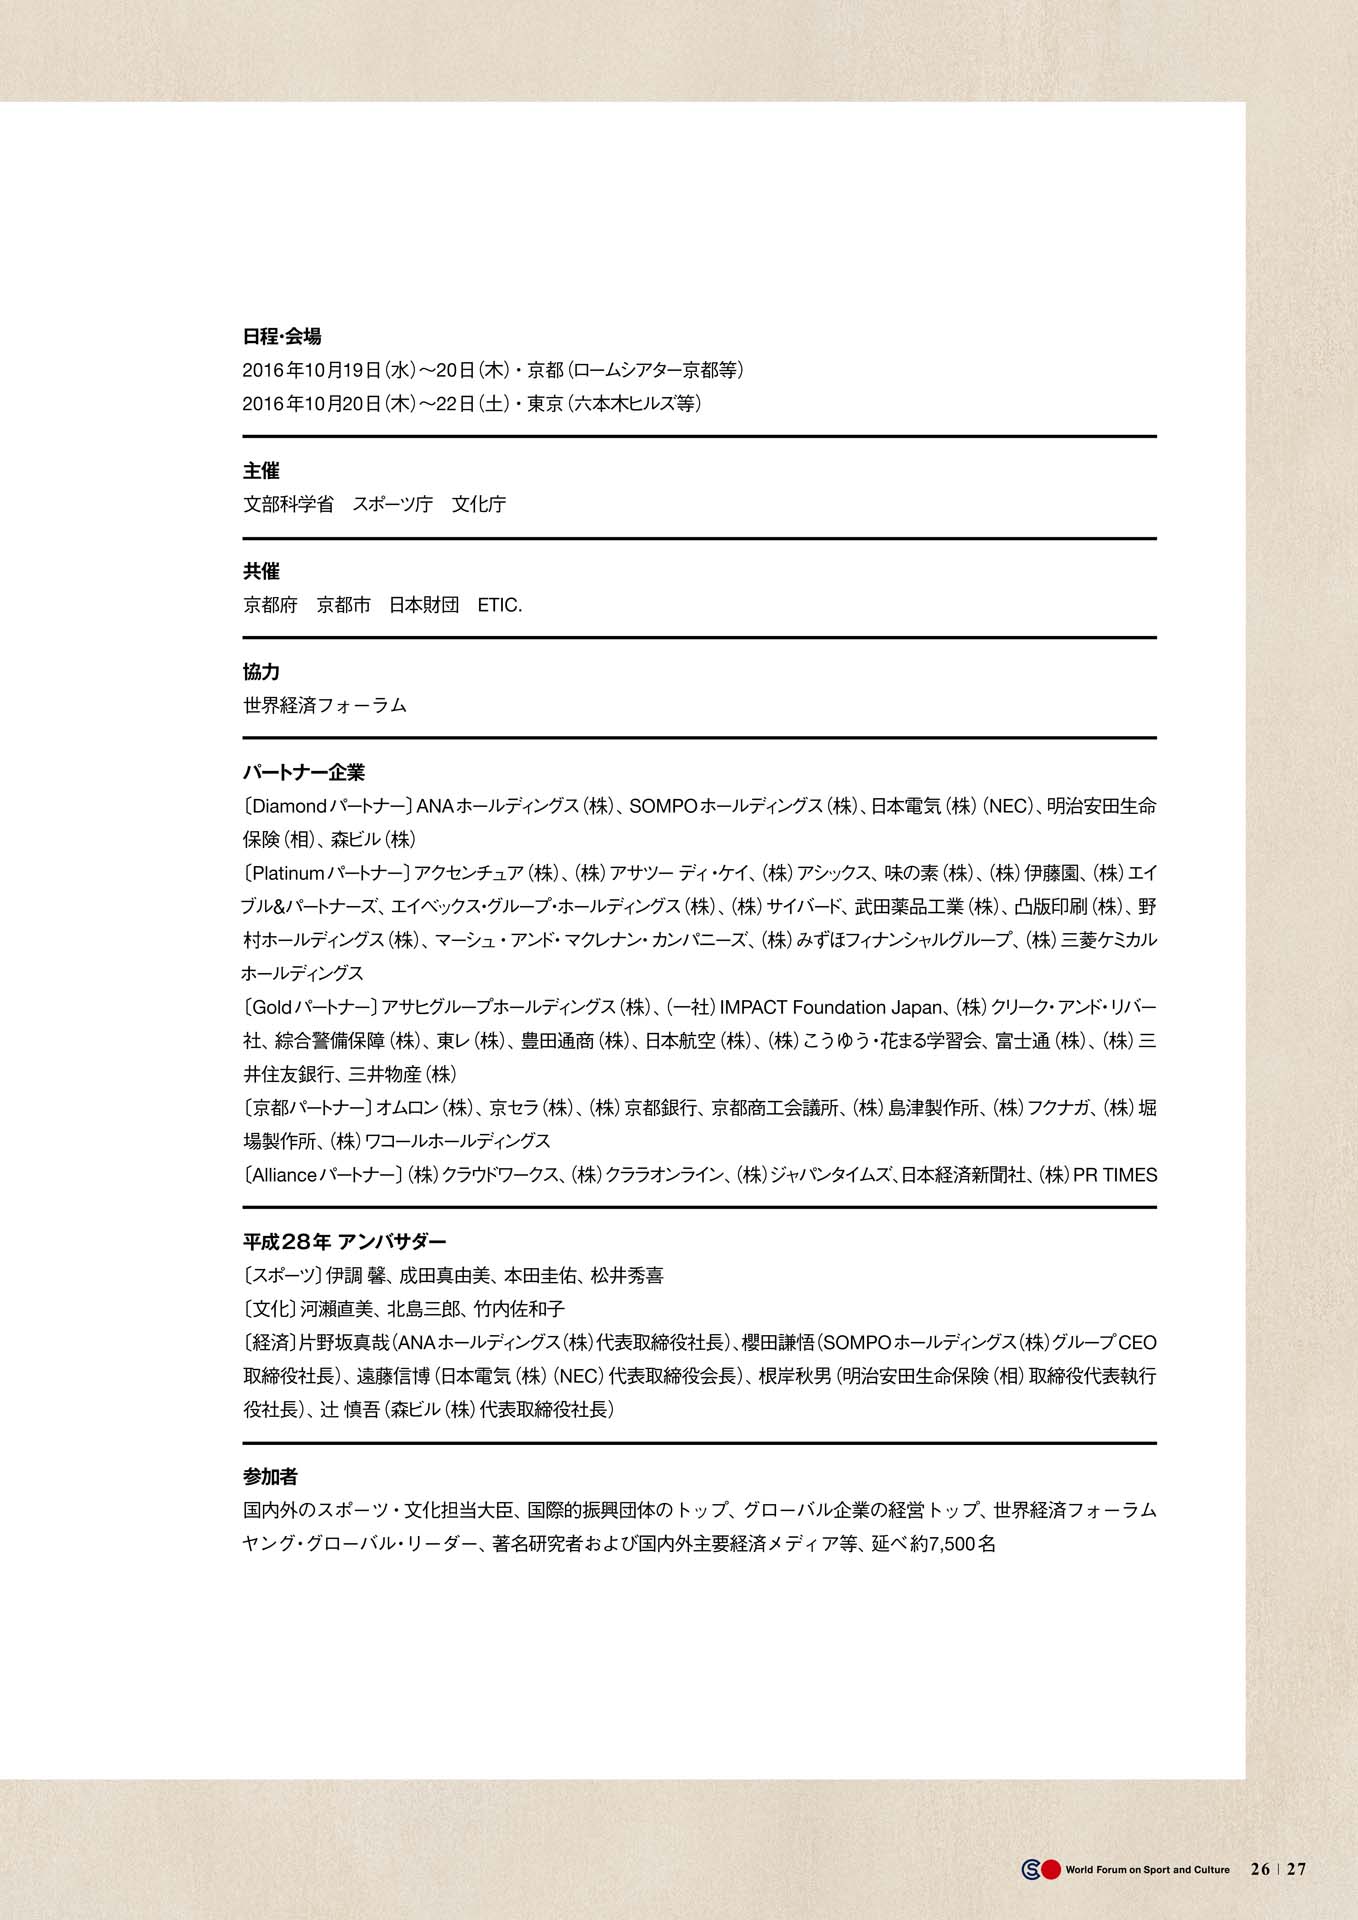 日程・会場
2016年10月19日（水）〜20日（木）・京都（ロームシアター京都等）
2016年10月20日（木）〜22日（土）・東京（六本木ヒルズ等）
主催
文部科学省　スポーツ庁　文化庁
共催
京都府　京都市　日本財団　ETIC.
協力
世界経済フォーラム
パートナー企業
〔Diamondパートナー〕ANAホールディングス（株）、SOMPOホールディングス（株）、日本電気（株）（NEC）、明治安田生命
保険（相）、森ビル（株）
〔Platinumパートナー〕アクセンチュア（株）、（株）アサツー ディ・ケイ、（株）アシックス、味の素（株）、（株）伊藤園、（株）エイ
ブル&パートナーズ、エイベックス・グループ・ホールディングス（株）、（株）サイバード、武田薬品工業（株）、凸版印刷（株）、野
村ホールディングス（株）、マーシュ・アンド・マクレナン・カンパニーズ、（株）みずほフィナンシャルグループ、（株）三菱ケミカル
ホールディングス
〔Goldパートナー〕アサヒグループホールディングス（株）、（一社）IMPACT Foundation Japan、（株）クリーク・アンド・リバー
社、綜合警備保障（株）、東レ（株）、豊田通商（株）、日本航空（株）、（株）こうゆう・花まる学習会、富士通（株）、（株）三
井住友銀行、三井物産（株）
〔京都パートナー〕オムロン（株）、京セラ（株）、（株）京都銀行、京都商工会議所、（株）島津製作所、（株）フクナガ、（株）堀
場製作所、（株）ワコールホールディングス
〔Allianceパートナー〕（株）クラウドワークス、（株）クララオンライン、（株）ジャパンタイムズ、日本経済新聞社、（株）PR TIMES
平成28年 アンバサダー
〔スポーツ〕伊調 馨、成田真由美、本田圭佑、松井秀喜
〔文化〕河瀨直美、北島三郎、竹内佐和子
〔経済〕片野坂真哉（ANAホールディングス（株）代表取締役社長）、櫻田謙悟（SOMPOホールディングス（株）グループCEO
取締役社長）、遠藤信博（日本電気（株）（NEC）代表取締役会長）、根岸秋男（明治安田生命保険（相）取締役代表執行
役社長）、辻 慎吾（森ビル（株）代表取締役社長）
参加者
国内外のスポーツ・文化担当大臣、国際的振興団体のトップ、グローバル企業の経営トップ、世界経済フォーラム
ヤング・グローバル・リーダー、著名研究者および国内外主要経済メディア等、延べ約7,500名
World Forum on Sport and Culture 26 | 27